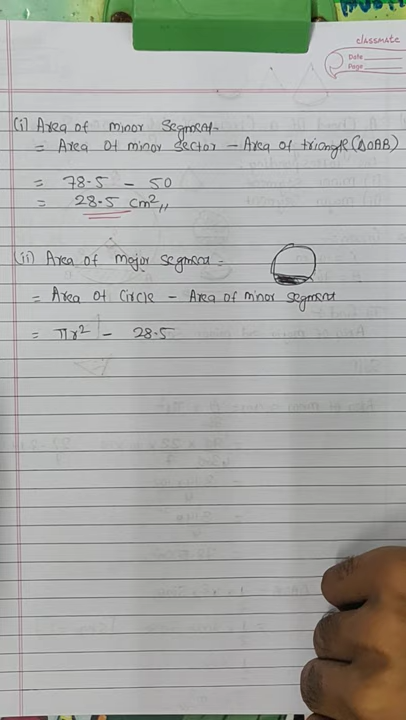 classmate
Date
Page
(i) Area of minor Segment-
= Area of minor sector - Area of triangle (ΔOAB)
= 78.5 - 50
= 28.5 cm²,,
(ii) Area of major segment =
= Area of Circle - Area of minor segment
= πr² - 28.5